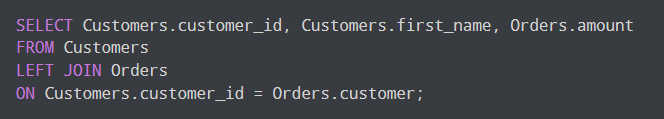 SELECT Customers.customer_id, Customers.first_name, Orders.amount
FROM Customers
LEFT JOIN Orders
ON Customers.customer_id = Orders.customer;